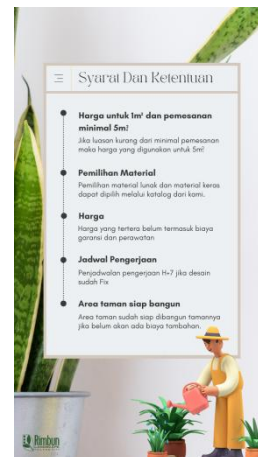 Syarat Dan Ketentuan
Harga untuk 1m² dan pemesanan
minimal 5m²
Jika luasan kurang dari minimal pemesanan
maka harga yang digunakan untuk 5m²
Pemilihan Material
Pemilihan material lunak dan material keras
dapat dipilih melalui katalog dari kami.
Harga
Harga yang tertera belum termasuk biaya
garansi dan perawatan
Jadwal Pengerjaan
Penjadwalan pengerjaan H+7 jika desain
sudah Fix
Area taman siap bangun
Area taman sudah siap dibangun tamannya
jika belum akan ada biaya tambahan.
Rimbun